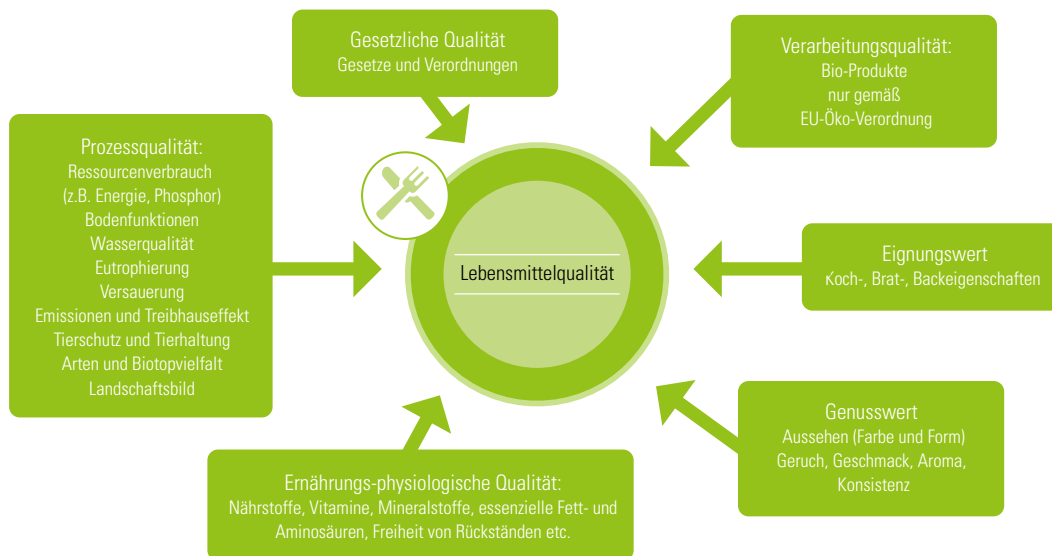 Gesetzliche Qualität
Gesetze und Verordnungen
Verarbeitungsqualität:
Bio-Produkte
nur gemäß
EU-Öko-Verordnung
Prozessqualität:
Ressourcenverbrauch
(z.B. Energie, Phosphor)
Bodenfunktionen
Wasserqualität
Eutrophierung
Versauerung
Emissionen und Treibhauseffekt
Tierschutz und Tierhaltung
Arten und Biotopvielfalt
Landschaftsbild
Lebensmittelqualität
Eignungswert
Koch-, Brat-, Backeigenschaften
Genusswert
Aussehen (Farbe und Form)
Geruch, Geschmack, Aroma,
Konsistenz
Ernährungs-physiologische Qualität:
Nährstoffe, Vitamine, Mineralstoffe, essenzielle Fett- und
Aminosäuren, Freiheit von Rückständen etc.